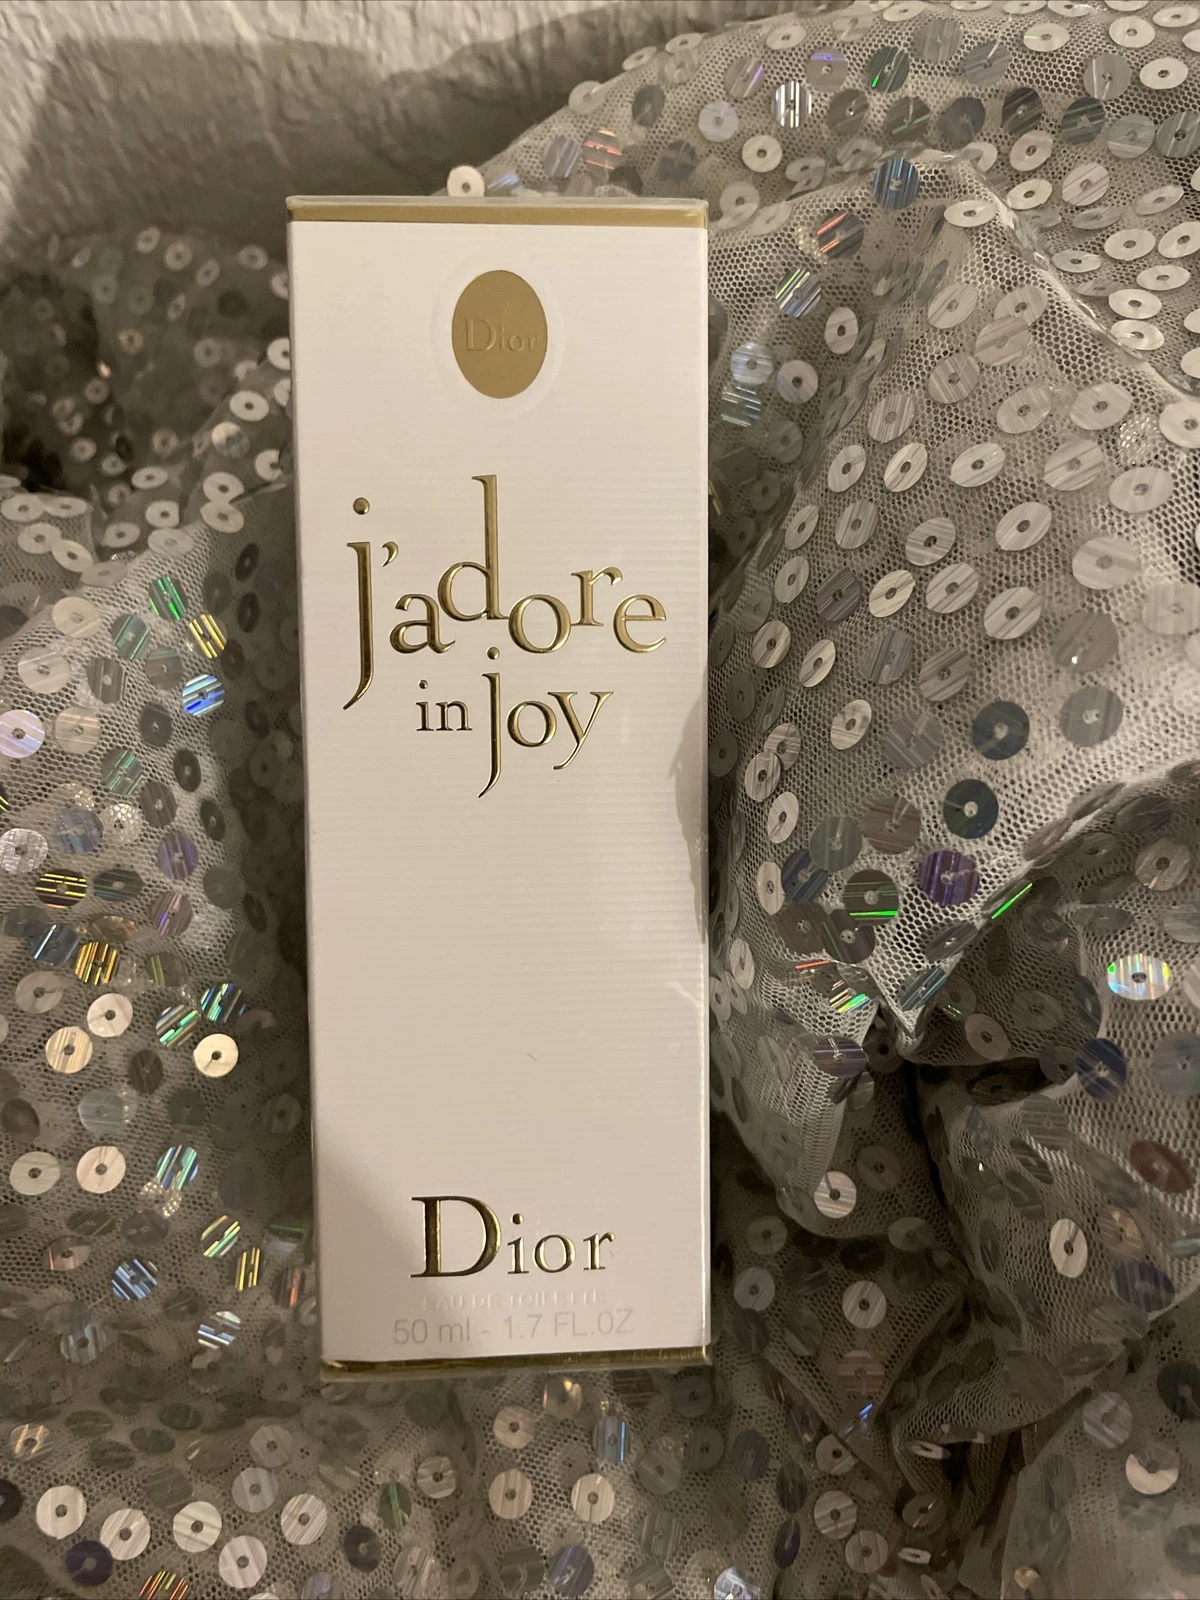 Dior
j'adore
in joy
Dior
EAU DE TOILETTE
50 ml - 1.7 FL.OZ